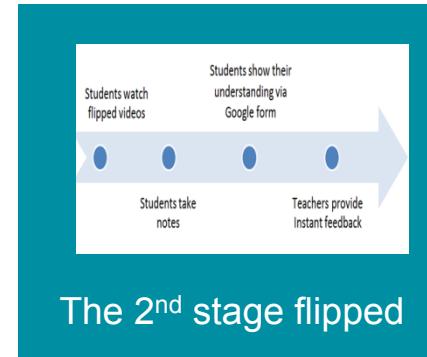 Students watch
flipped videos
Students take
notes
Students show their
understanding via
Google form
Teachers provide
Instant feedback
The 2nd stage flipped